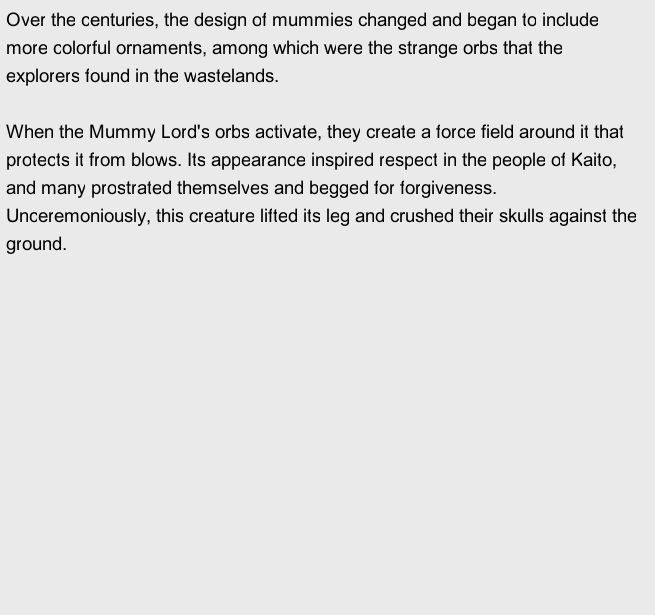 Over the centuries, the design of mummies changed and began to include
more colorful ornaments, among which were the strange orbs that the
explorers found in the wastelands.

When the Mummy Lord's orbs activate, they create a force field around it that
protects it from blows. Its appearance inspired respect in the people of Kaito,
and many prostrated themselves and begged for forgiveness.
Unceremoniously, this creature lifted its leg and crushed their skulls against the
ground.